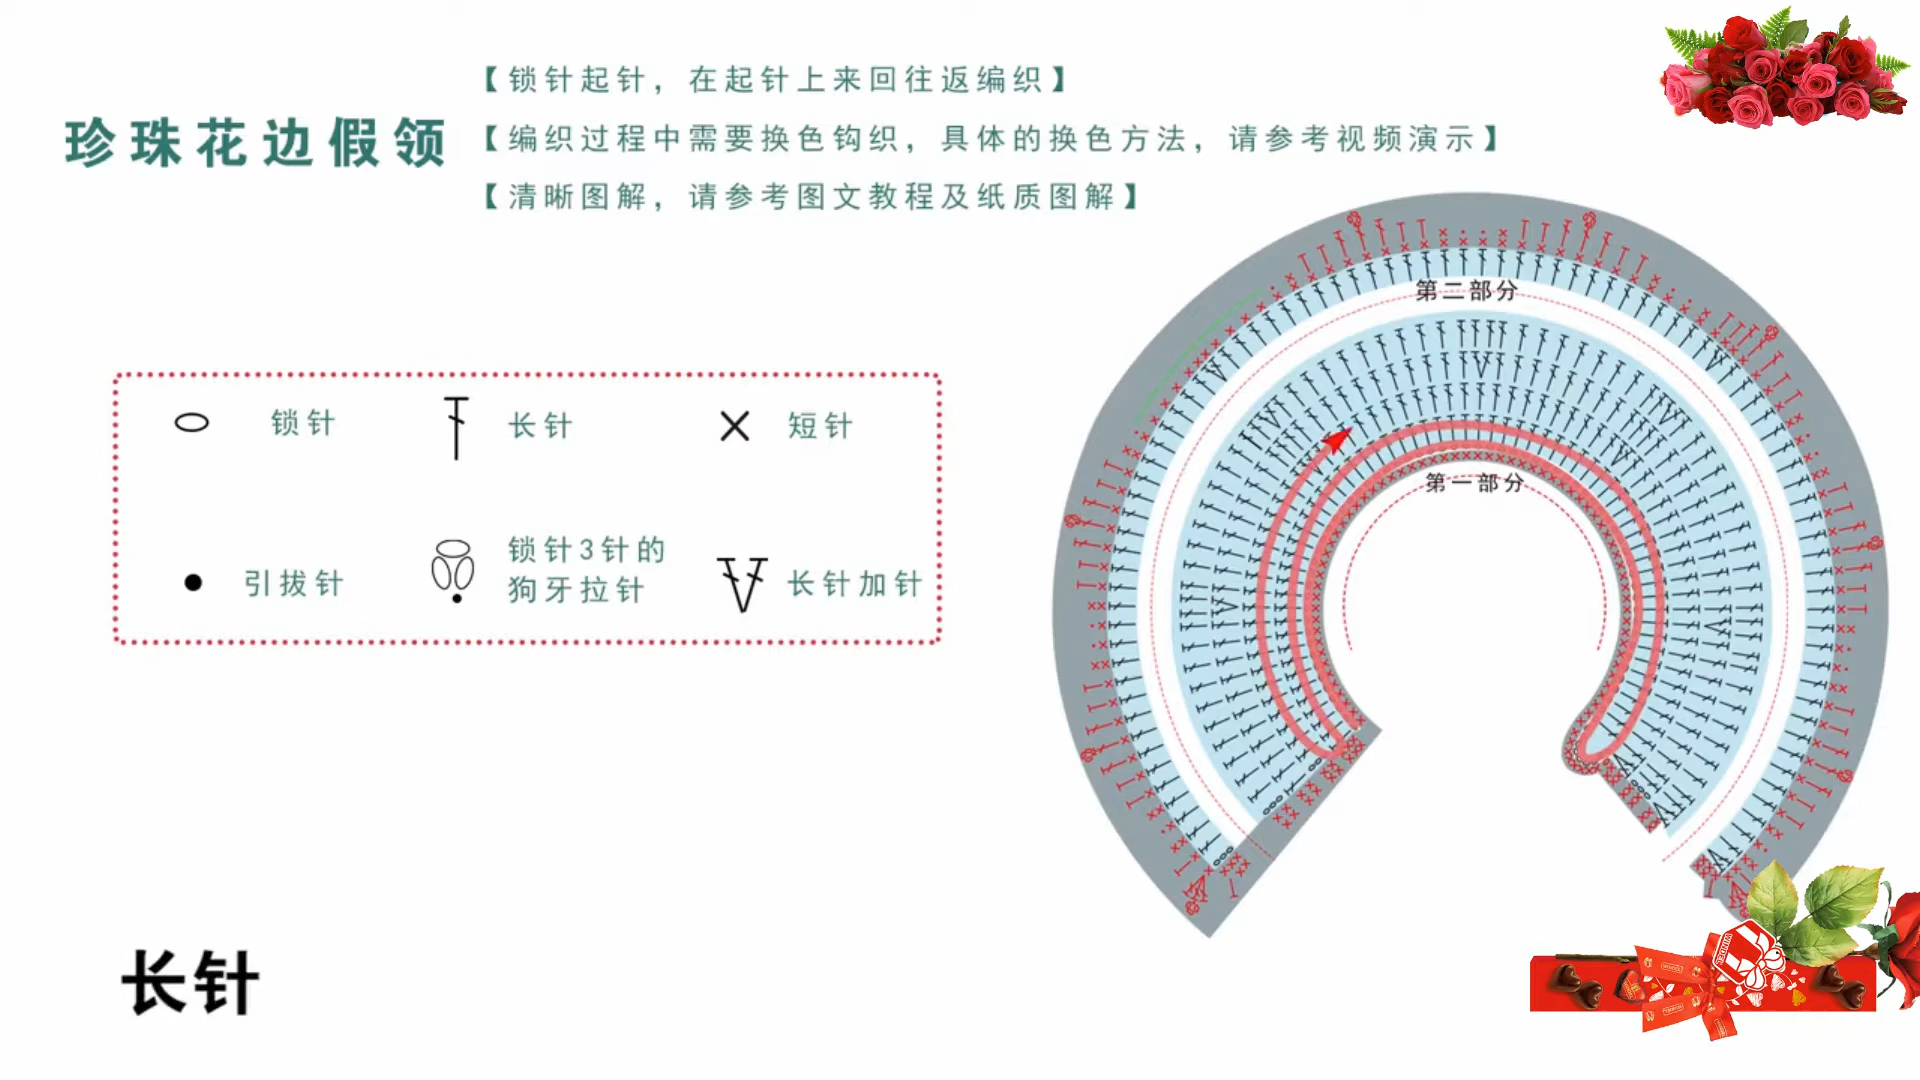 【锁针起针，在起针上来回往返编织】
珍珠花边假领
【编织过程中需要换色钩织，具体的换色方法，请参考视频演示】
【清晰图解，请参考图文教程及纸质图解】
第二部分
锁针
长针
短针
第一部分
引拔针
锁针3针的
狗牙拉针
长针加针
长针